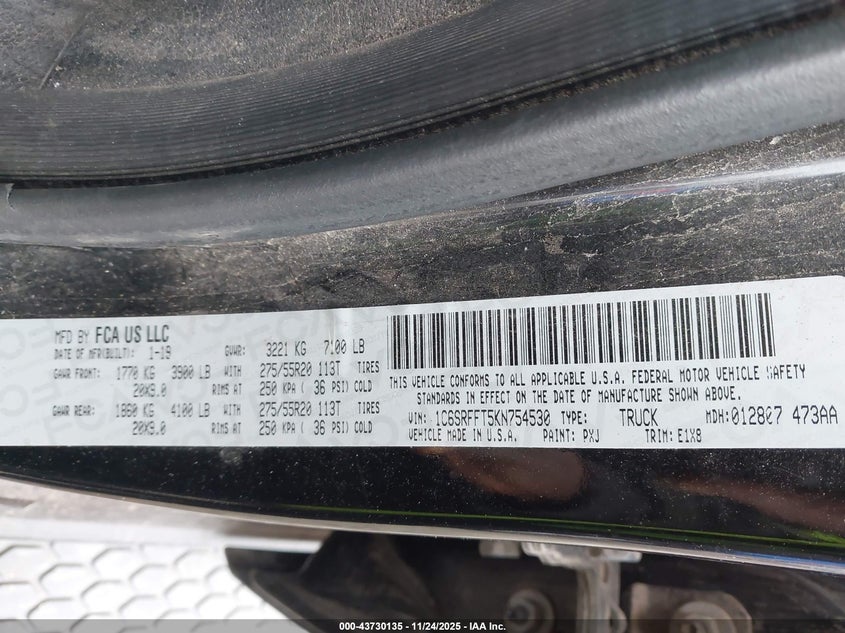 MFD BY FCA US LLC
DATE OF MFR(BUILT): 1-19 GVWR: 3221 KG 7100 LB
GAWR FRONT: 1770 KG 3900 LB WITH 275/55R20 113T TIRES
20X9.0 RIMS AT 250 KPA ( 36 PSI) COLD
GAWR REAR: 1860 KG 4100 LB WITH 275/55R20 113T TIRES
20X9.0 RIMS AT 250 KPA ( 36 PSI) COLD
THIS VEHICLE CONFORMS TO ALL APPLICABLE U.S.A. FEDERAL MOTOR VEHICLE SAFETY
STANDARDS IN EFFECT ON THE DATE OF MANUFACTURE SHOWN ABOVE.
VIN: 1C6SRFFT5KN754530 TYPE: TRUCK MDH:012807 473AA
VEHICLE MADE IN U.S.A. PAINT: PXJ TRIM: E1X8
000-43730135 - 11/24/2025 - IAA Inc.